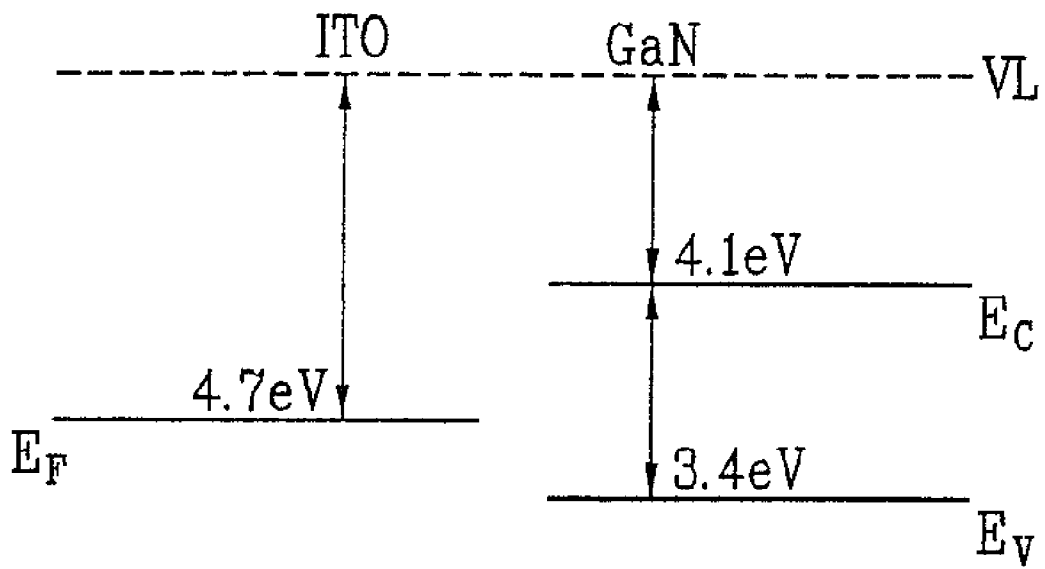 ITO GaN
VL
4.1eV
E_C
4.7eV
E_F
3.4eV
E_V